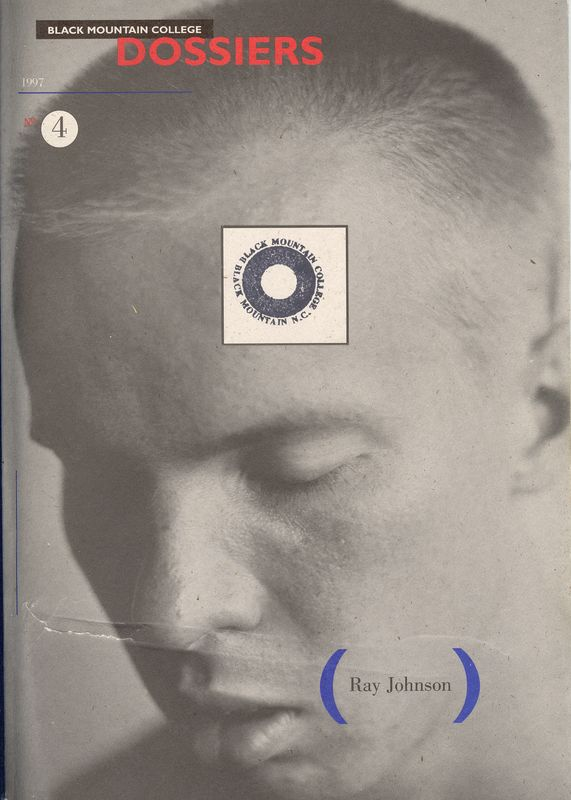 BLACK MOUNTAIN COLLEGE
DOSSIERS
1997
Nº
4
BLACK MOUNTAIN COLLEGE
BLACK MOUNTAIN N.C.
(Ray Johnson)